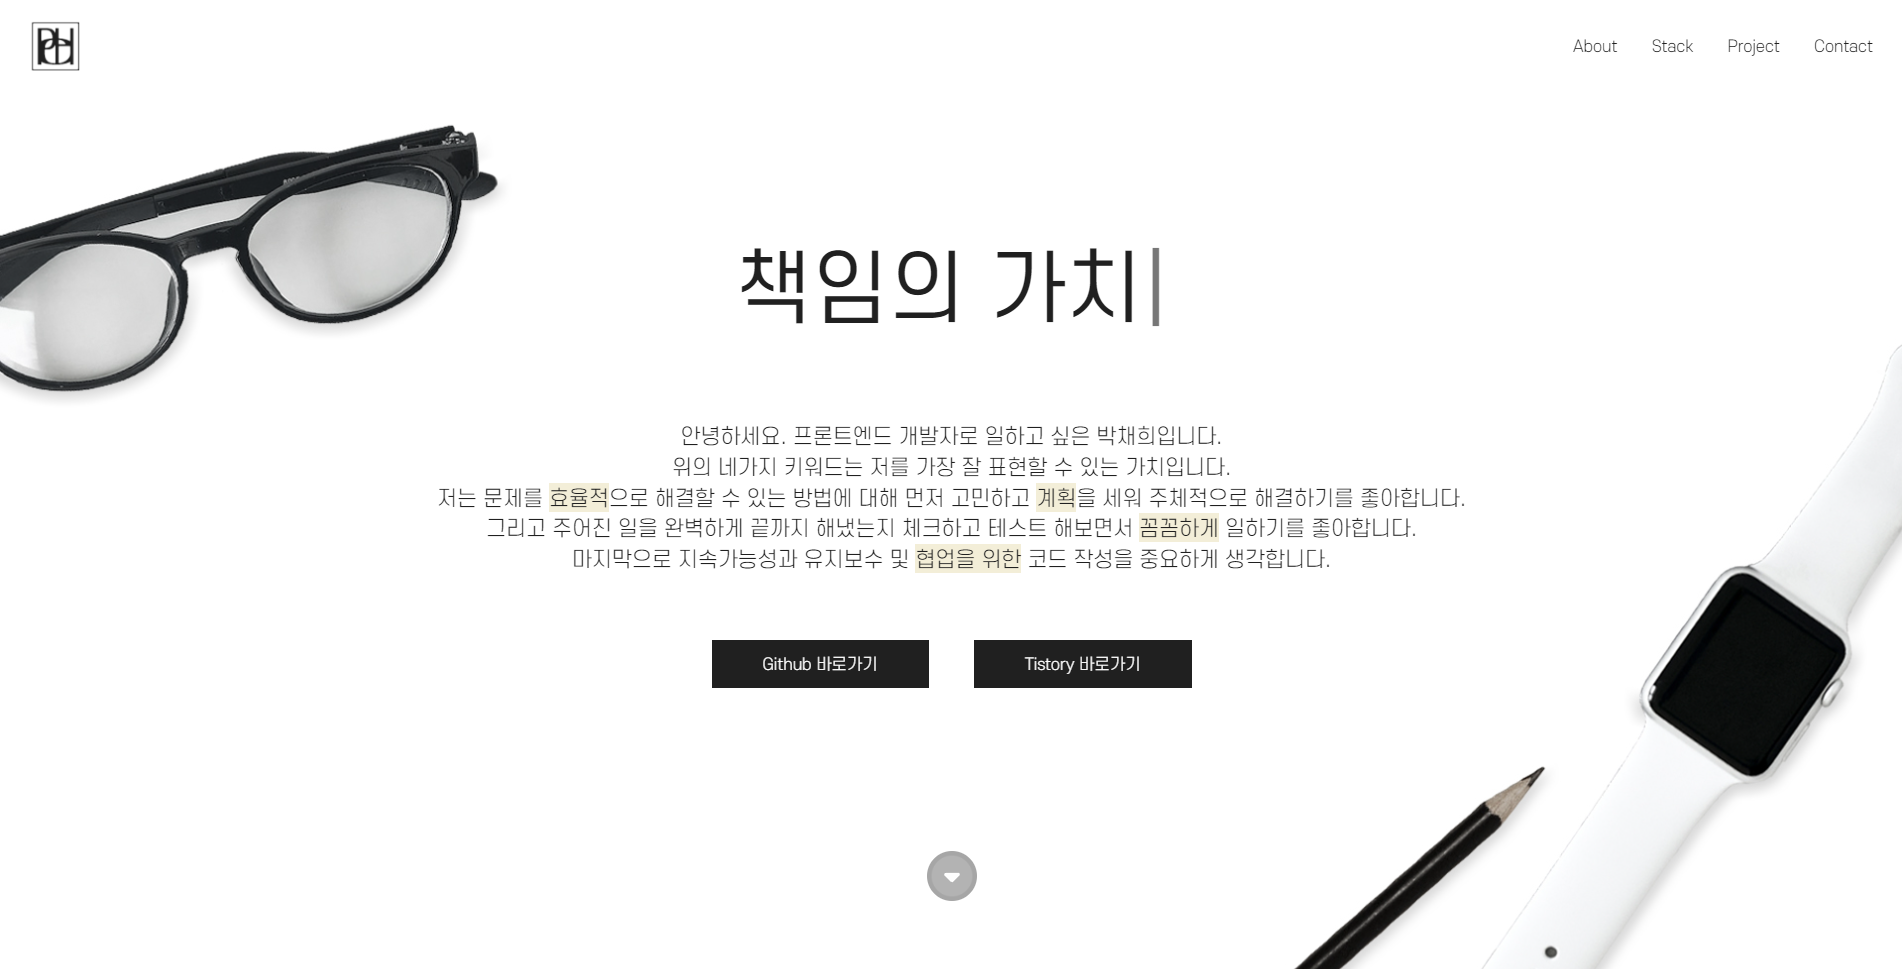 About Stack Project Contact
책임의 가치
안녕하세요. 프론트엔드 개발자로 일하고 싶은 박채희입니다.
위의 네가지 키워드는 저를 가장 잘 표현할 수 있는 가치입니다.
저는 문제를 효율적으로 해결할 수 있는 방법에 대해 먼저 고민하고 계획을 세워 주체적으로 해결하기를 좋아합니다.
그리고 주어진 일을 완벽하게 끝까지 해냈는지 체크하고 테스트 해보면서 꼼꼼하게 일하기를 좋아합니다.
마지막으로 지속가능성과 유지보수 및 협업을 위한 코드 작성을 중요하게 생각합니다.
Github 바로가기
Tistory 바로가기